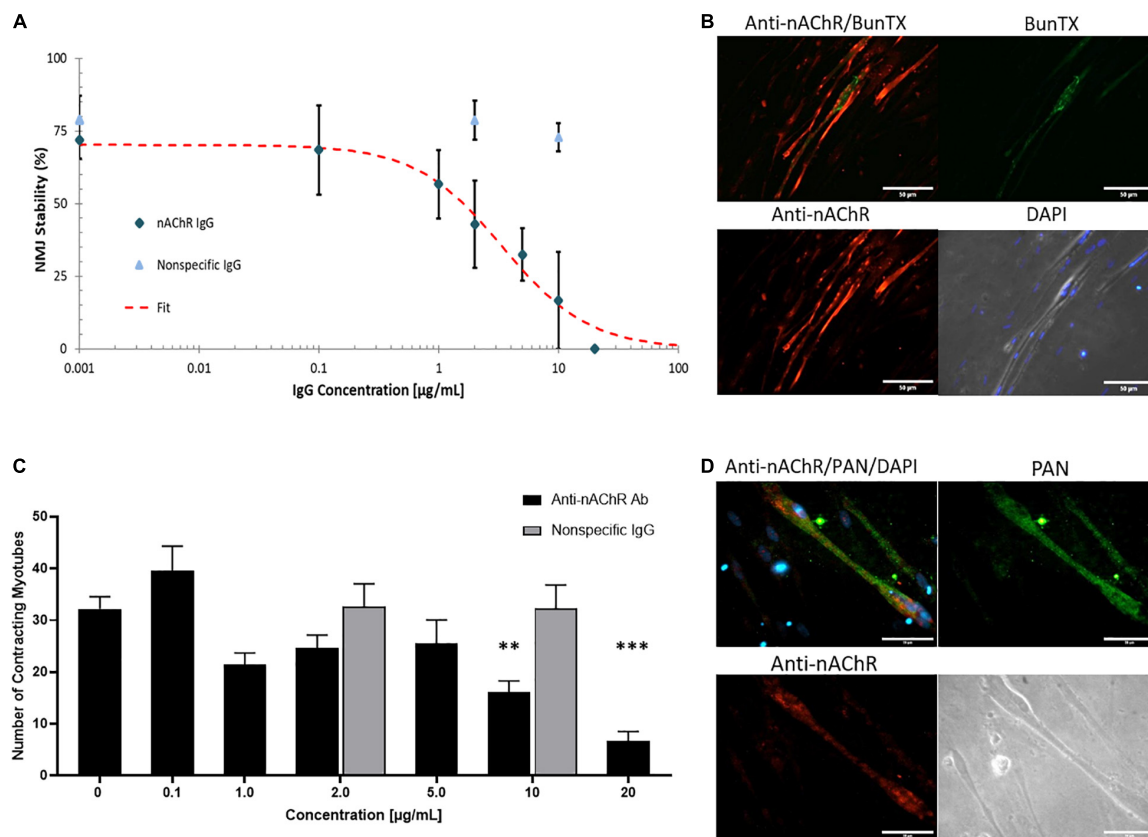 A
NMJ Stability (%)
100
75
50
25
0
nAChR IgG
Nonspecific IgG
Fit
0.001 0.01 0.1 1 10 100
IgG Concentration [µg/mL]
B
Anti-nAChR/BunTX BunTX
50 µm 50 µm
Anti-nAChR DAPI
50 µm 50 µm
C
Anti-nAChR Ab
Nonspecific IgG
Number of Contracting Myotubes
50
40
30
20
10
0
** ***
0 0.1 1.0 2.0 5.0 10 20
Concentration [µg/mL]
D
Anti-nAChR/PAN/DAPI PAN
Anti-nAChR